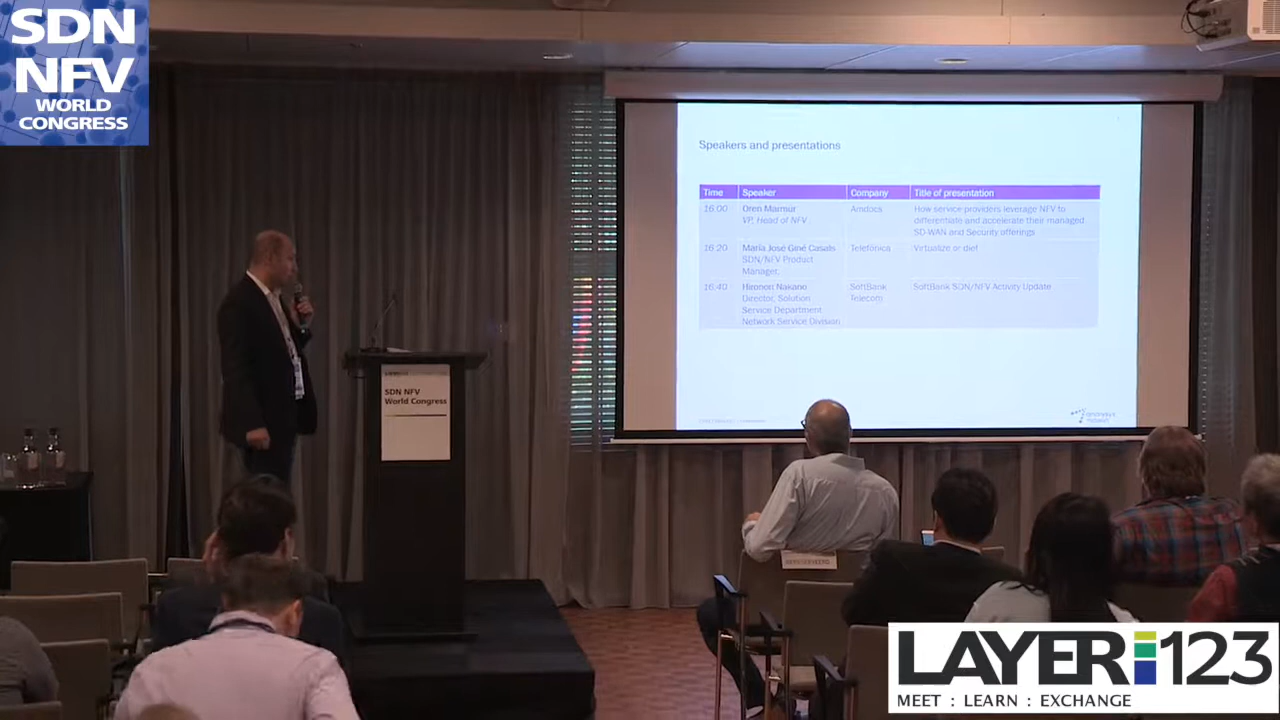 SDN
NFV
WORLD
CONGRESS
Speakers and presentations
Time Speaker Company Title of presentation
16:00 Oren Marmur Amdocs How service providers leverage NFV to
VP, Head of NFV differentiate and accelerate their managed
SD-WAN and Security offerings
16:20 María José Giné Casals Telefónica Virtualize or die!
SDN/NFV Product
Manager,
16:40 Hironori Nakano SoftBank SoftBank SDN/NFV Activity Update
Director, Solution Telecom
Service Department
Network Service Division
SDN NFV
World Congress
LAYER 123
MEET : LEARN : EXCHANGE